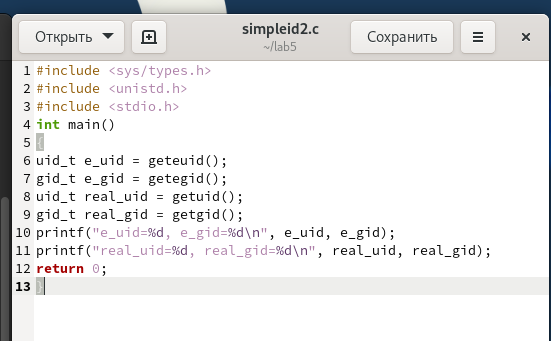 Открыть simpleid2.c Сохранить
~/lab5
1 #include <sys/types.h>
2 #include <unistd.h>
3 #include <stdio.h>
4 int main()
5 {
6 uid_t e_uid = geteuid();
7 gid_t e_gid = getegid();
8 uid_t real_uid = getuid();
9 gid_t real_gid = getgid();
10 printf("e_uid=%d, e_gid=%d\n", e_uid, e_gid);
11 printf("real_uid=%d, real_gid=%d\n", real_uid, real_gid);
12 return 0;
13 }